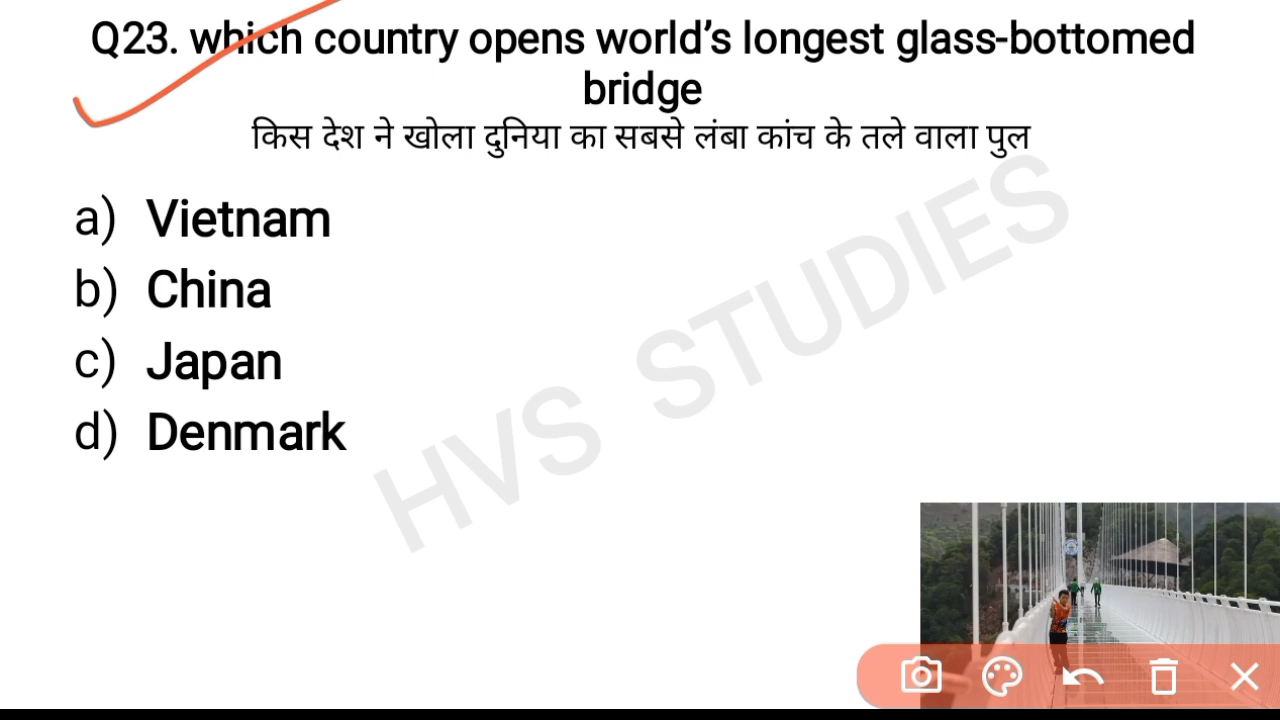 Q23. which country opens world’s longest glass-bottomed
bridge
किस देश ने खोला दुनिया का सबसे लंबा कांच के तले वाला पुल
a) Vietnam
b) China
c) Japan
d) Denmark
HVS STUDIES